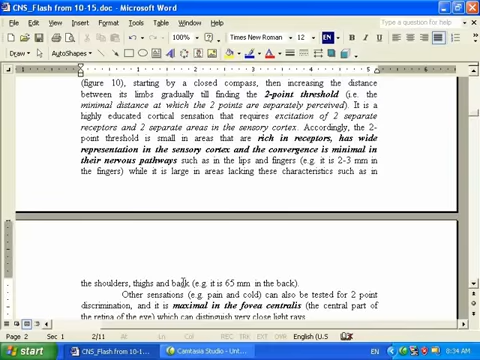 CNS_Flash from 10-15.doc - Microsoft Word
File Edit View Insert Format Tools Table Window Help Type a question for help
100% Times New Roman 12 EN B
Draw AutoShapes
(figure 10), starting by a closed compass, then increasing the distance
between its limbs gradually till finding the 2-point threshold (i.e. the
minimal distance at which the 2 points are separately perceived). It is a
highly educated cortical sensation that requires excitation of 2 separate
receptors and 2 separate areas in the sensory cortex. Accordingly, the 2-
point threshold is small in areas that are rich in receptors, has wide
representation in the sensory cortex and the convergence is minimal in
their nervous pathways such as in the lips and fingers (e.g. it is 2-3 mm in
the fingers) while it is large in areas lacking these characteristics such as in
the shoulders, thighs and back (e.g. it is 65 mm in the back).
Other sensations (e.g. pain and cold) can also be tested for 2 point
discrimination, and it is maximal in the fovea centralis (the central part of
the retina of the eye) which can distinguish very close light rays
Page 2 Sec 1 2/11 At Ln Col REC TRK EXT OVR English (U.S
start CNS_Flash from 10-1... Camtasia Studio - Unt... EN 0:34 AM